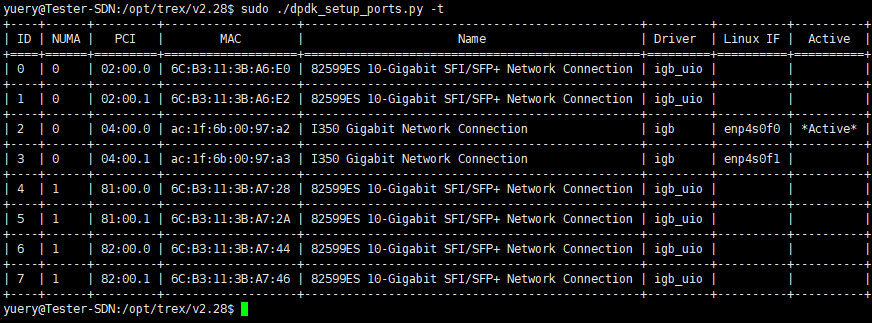 yuery@Tester-SDN:/opt/trex/v2.28$ sudo ./dpdk_setup_ports.py -t
+----+------+---------+-------------------+------------------------------------------------+---------+----------+----------+
| ID | NUMA |   PCI   |        MAC        |                      Name                      | Driver  | Linux IF |  Active  |
+====+======+=========+===================+================================================+=========+==========+==========+
| 0  | 0    | 02:00.0 | 6C:B3:11:3B:A6:E0 | 82599ES 10-Gigabit SFI/SFP+ Network Connection | igb_uio |          |          |
+----+------+---------+-------------------+------------------------------------------------+---------+----------+----------+
| 1  | 0    | 02:00.1 | 6C:B3:11:3B:A6:E2 | 82599ES 10-Gigabit SFI/SFP+ Network Connection | igb_uio |          |          |
+----+------+---------+-------------------+------------------------------------------------+---------+----------+----------+
| 2  | 0    | 04:00.0 | ac:1f:6b:00:97:a2 | I350 Gigabit Network Connection                | igb     | enp4s0f0 | *Active* |
+----+------+---------+-------------------+------------------------------------------------+---------+----------+----------+
| 3  | 0    | 04:00.1 | ac:1f:6b:00:97:a3 | I350 Gigabit Network Connection                | igb     | enp4s0f1 |          |
+----+------+---------+-------------------+------------------------------------------------+---------+----------+----------+
| 4  | 1    | 81:00.0 | 6C:B3:11:3B:A7:28 | 82599ES 10-Gigabit SFI/SFP+ Network Connection | igb_uio |          |          |
+----+------+---------+-------------------+------------------------------------------------+---------+----------+----------+
| 5  | 1    | 81:00.1 | 6C:B3:11:3B:A7:2A | 82599ES 10-Gigabit SFI/SFP+ Network Connection | igb_uio |          |          |
+----+------+---------+-------------------+------------------------------------------------+---------+----------+----------+
| 6  | 1    | 82:00.0 | 6C:B3:11:3B:A7:44 | 82599ES 10-Gigabit SFI/SFP+ Network Connection | igb_uio |          |          |
+----+------+---------+-------------------+------------------------------------------------+---------+----------+----------+
| 7  | 1    | 82:00.1 | 6C:B3:11:3B:A7:46 | 82599ES 10-Gigabit SFI/SFP+ Network Connection | igb_uio |          |          |
+----+------+---------+-------------------+------------------------------------------------+---------+----------+----------+
yuery@Tester-SDN:/opt/trex/v2.28$